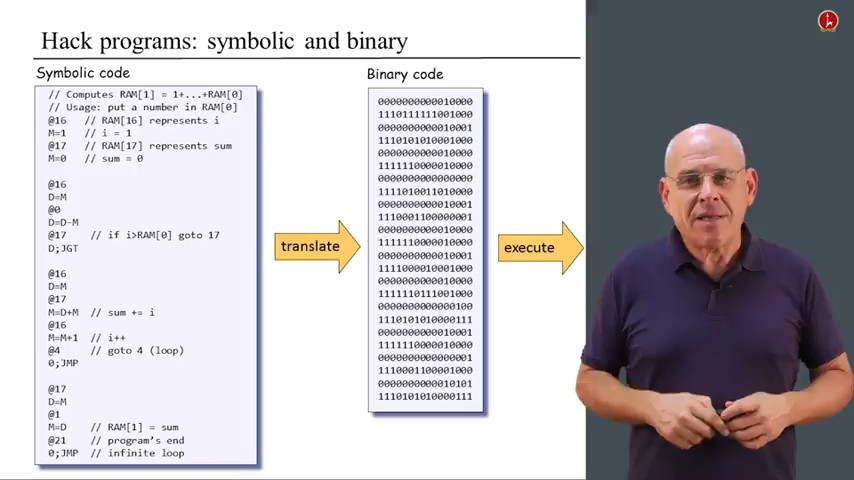 Hack programs: symbolic and binary
Symbolic code
// Computes RAM[1] = 1+...+RAM[0]
// Usage: put a number in RAM[0]
@16 // RAM[16] represents i
M=1 // i = 1
@17 // RAM[17] represents sum
M=0 // sum = 0
@16
D=M
@0
D=D-M
@17 // if i>RAM[0] goto 17
D;JGT
@16
D=M
@17
M=D+M // sum += i
@16
M=M+1 // i++
@4 // goto 4 (loop)
0;JMP
@17
D=M
@1
M=D // RAM[1] = sum
@21 // program's end
0;JMP // infinite loop
translate
Binary code
0000000000010000
1110111111001000
0000000000010001
1110101010001000
0000000000010000
1111110000010000
0000000000000000
1111010011010000
0000000000010001
1110001100000001
0000000000010000
1111110000010000
0000000000010001
1111000010001000
0000000000010000
1111110111001000
0000000000000100
1110101010000111
0000000000010001
1111110000010000
0000000000000001
1110001100001000
0000000000010101
1110101010000111
execute